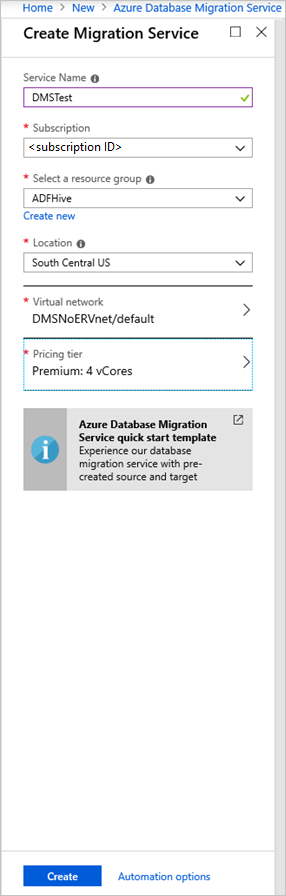 Home > New > Azure Database Migration Service
Create Migration Service
Service Name
DMSTest
* Subscription
<subscription ID>
* Select a resource group
ADFHive
Create new
* Location
South Central US
* Virtual network
DMSNoERVnet/default
* Pricing tier
Premium: 4 vCores
Azure Database Migration
Service quick start template
Experience our database
migration service with pre-
created source and target
Create
Automation options